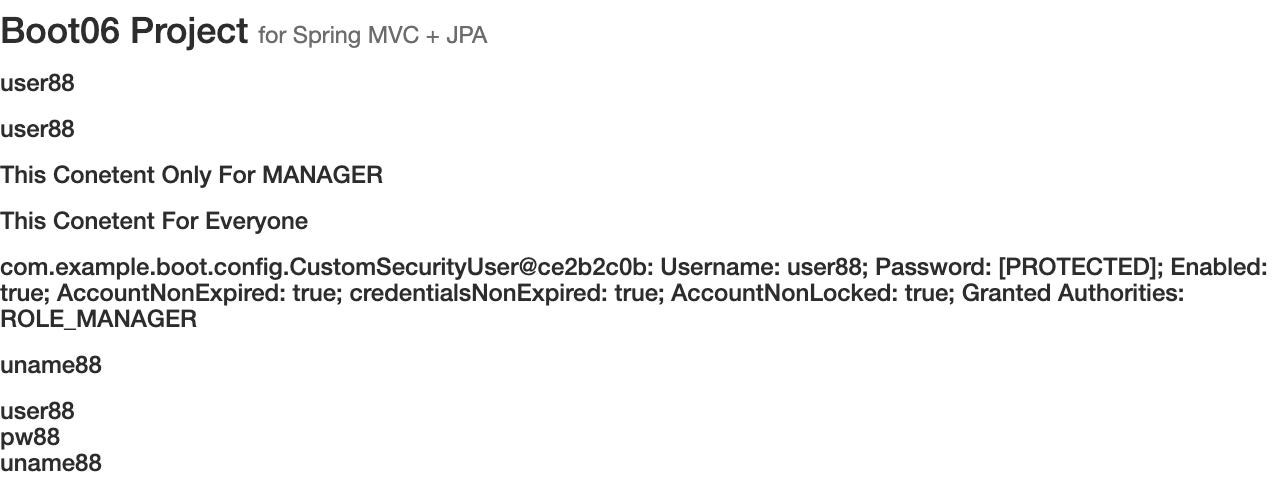 Boot06 Project for Spring MVC + JPA
user88
user88
This Conetent Only For MANAGER
This Conetent For Everyone
com.example.boot.config.CustomSecurityUser@ce2b2c0b: Username: user88; Password: [PROTECTED]; Enabled:
true; AccountNonExpired: true; credentialsNonExpired: true; AccountNonLocked: true; Granted Authorities:
ROLE_MANAGER
uname88
user88
pw88
uname88